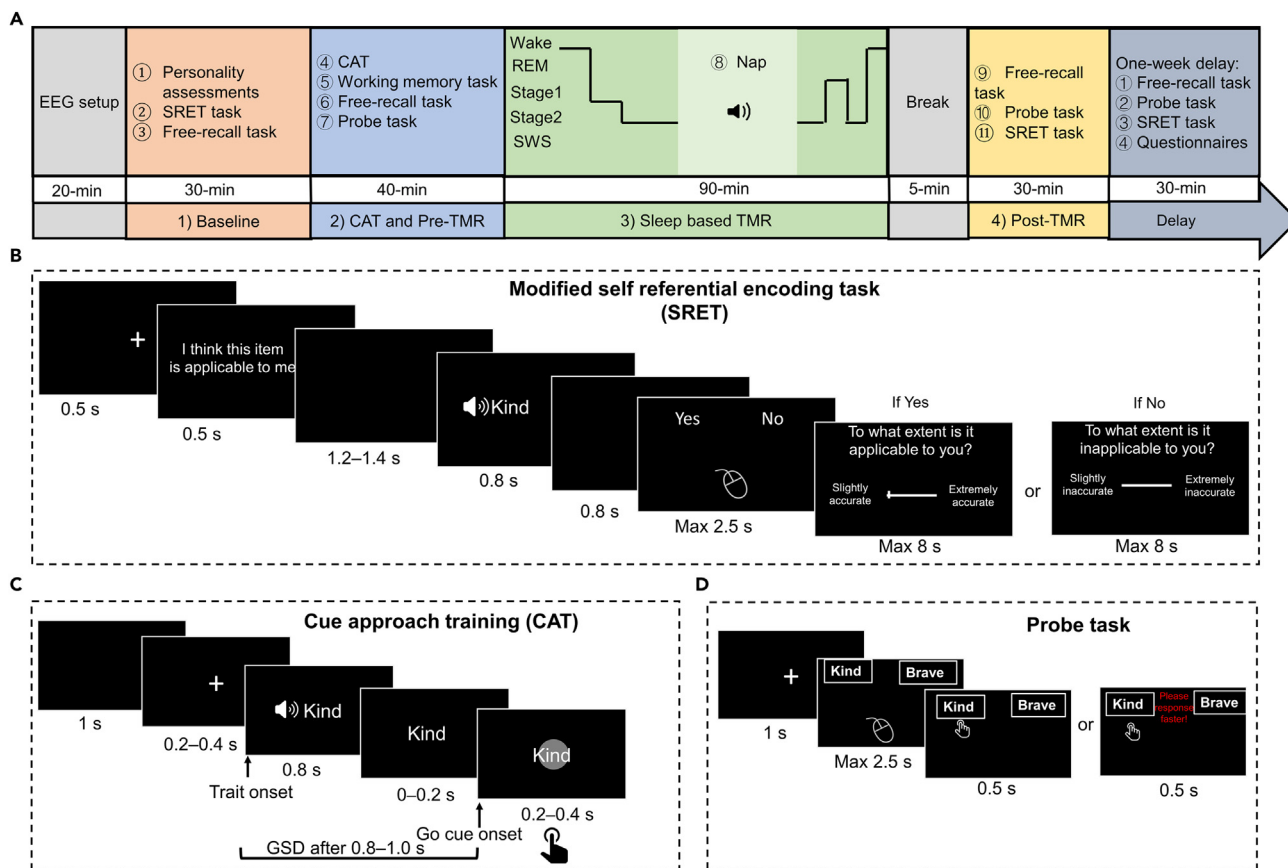 A
EEG setup
① Personality
assessments
② SRET task
③ Free-recall task
④ CAT
⑤ Working memory task
⑥ Free-recall task
⑦ Probe task
Wake
REM
Stage1
Stage2
SWS
⑧ Nap
Break
⑨ Free-recall
task
⑩ Probe task
⑪ SRET task
One-week delay:
① Free-recall task
② Probe task
③ SRET task
④ Questionnaires
20-min
30-min
40-min
90-min
5-min
30-min
30-min
1) Baseline
2) CAT and Pre-TMR
3) Sleep based TMR
4) Post-TMR
Delay
B
Modified self referential encoding task
(SRET)
+
0.5 s
I think this item
is applicable to me
0.5 s
1.2–1.4 s
Kind
0.8 s
0.8 s
Yes No
Max 2.5 s
If Yes
To what extent is it
applicable to you?
Slightly
accurate
Extremely
accurate
Max 8 s
or
If No
To what extent is it
inapplicable to you?
Slightly
inaccurate
Extremely
inaccurate
Max 8 s
C
Cue approach training (CAT)
1 s
+
0.2–0.4 s
Kind
0.8 s
Kind
0–0.2 s
Kind
0.2–0.4 s
Trait onset
Go cue onset
GSD after 0.8–1.0 s
D
Probe task
+
1 s
Kind Brave
Max 2.5 s
Kind Brave
0.5 s
or
Kind Brave
Please
response
faster!
0.5 s